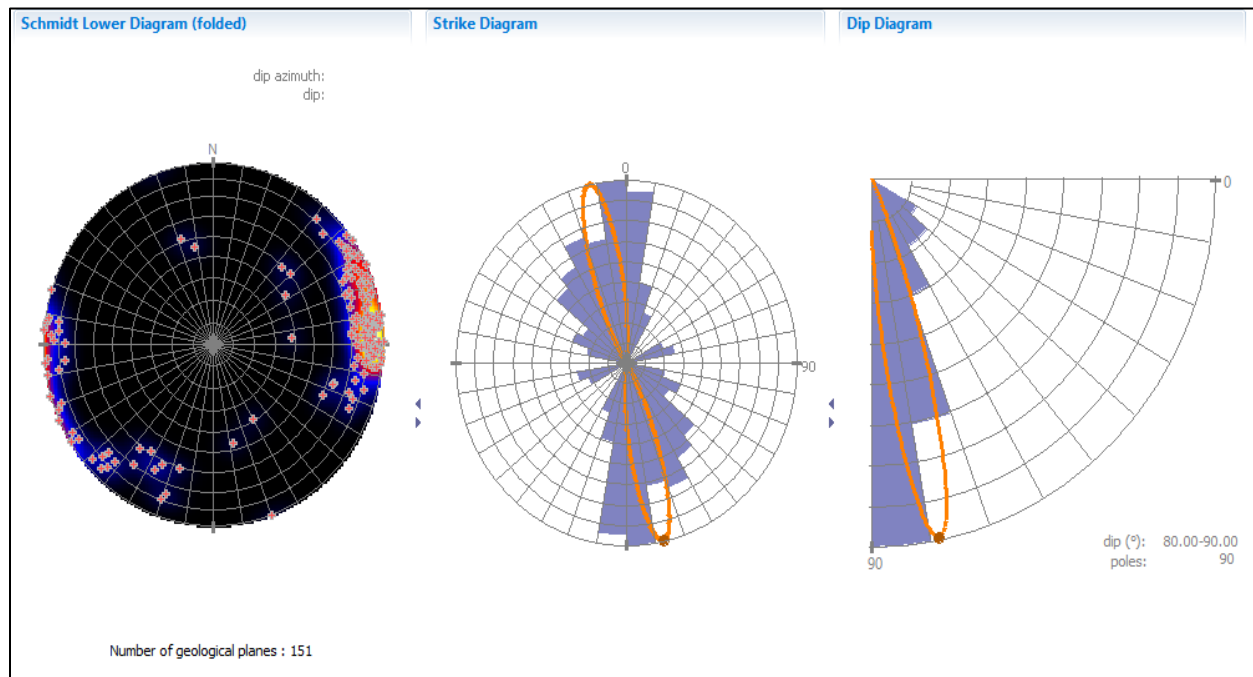 Schmidt Lower Diagram (folded)
dip azimuth:
dip:
N
Number of geological planes : 151
Strike Diagram
0
90
Dip Diagram
0
90
dip (°): 80.00-90.00
poles: 90